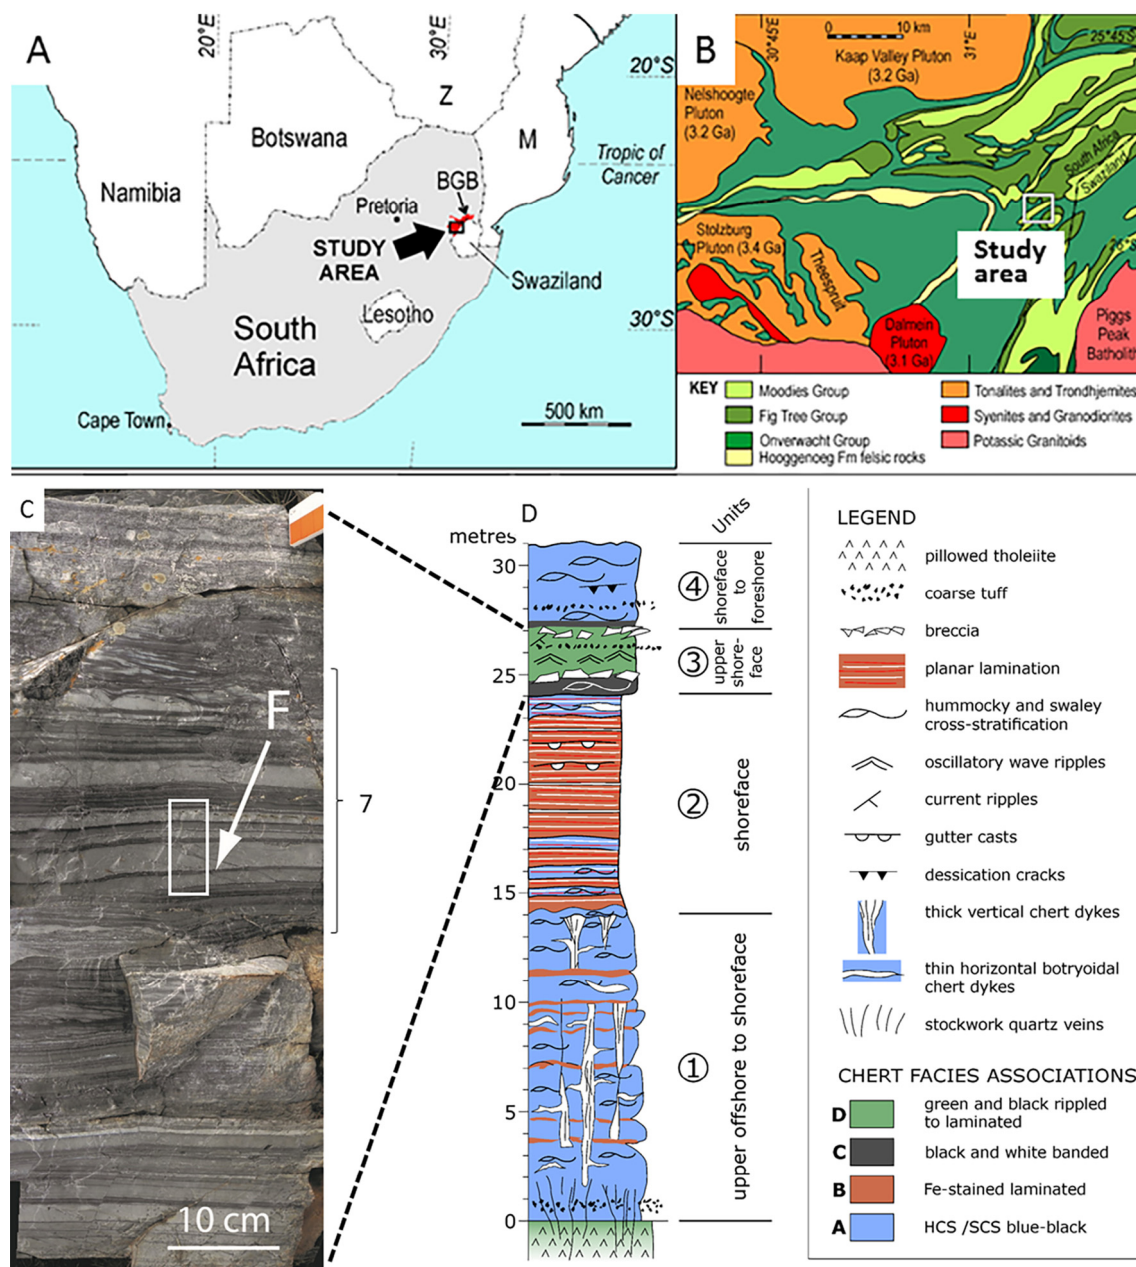 A
20°E
30°E
20°S
Z
Botswana
M
Namibia
Tropic of
Cancer
BGB
Pretoria
STUDY
AREA
Swaziland
Lesotho
30°S
South
Africa
Cape Town
500 km
B
30°45'E
0 10 km
31°E
25°45'S
Kaap Valley Pluton
(3.2 Ga)
Nelshoogte
Pluton
(3.2 Ga)
South Africa
Swaziland
Stolzburg
Pluton (3.4 Ga)
Theespruit
Study
area
26°S
Dalmein
Pluton
(3.1 Ga)
Piggs
Peak
Batholith
KEY
Moodies Group
Fig Tree Group
Onverwacht Group
Hooggenoeg Fm felsic rocks
Tonalites and Trondhjemites
Syenites and Granodiorites
Potassic Granitoids
C
F
7
10 cm
D
metres
Units
30
25
20
15
10
5
0
4
shoreface
to
foreshore
3
upper
shore-
face
2
shoreface
1
upper offshore to shoreface
LEGEND
pillowed tholeiite
coarse tuff
breccia
planar lamination
hummocky and swaley
cross-stratification
oscillatory wave ripples
current ripples
gutter casts
dessication cracks
thick vertical chert dykes
thin horizontal botryoidal
chert dykes
stockwork quartz veins
CHERT FACIES ASSOCIATIONS
D green and black rippled
to laminated
C black and white banded
B Fe-stained laminated
A HCS /SCS blue-black